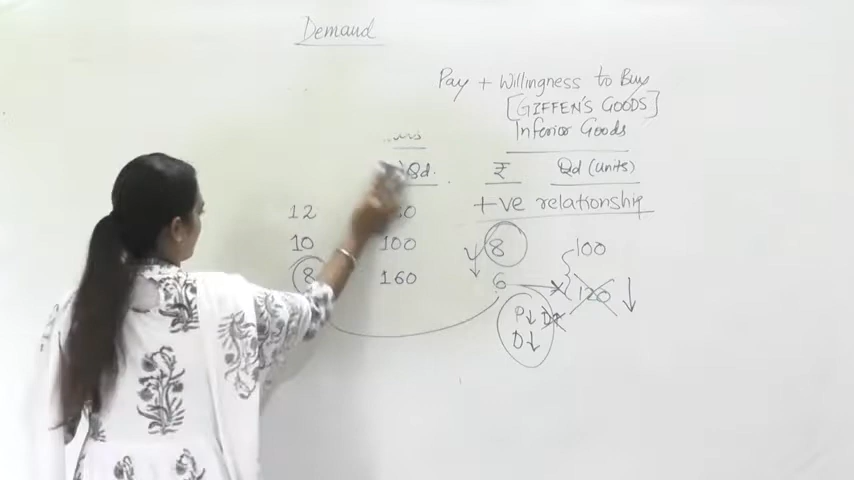 Demand
Pay + Willingness to Buy
[GIFFEN'S GOODS]
Inferior Goods
Qd. ₹ Qd (Units)
12 +ve relationship
10 100 8 100
8 160 ↓ 6 120 ↓
P↓
D↓